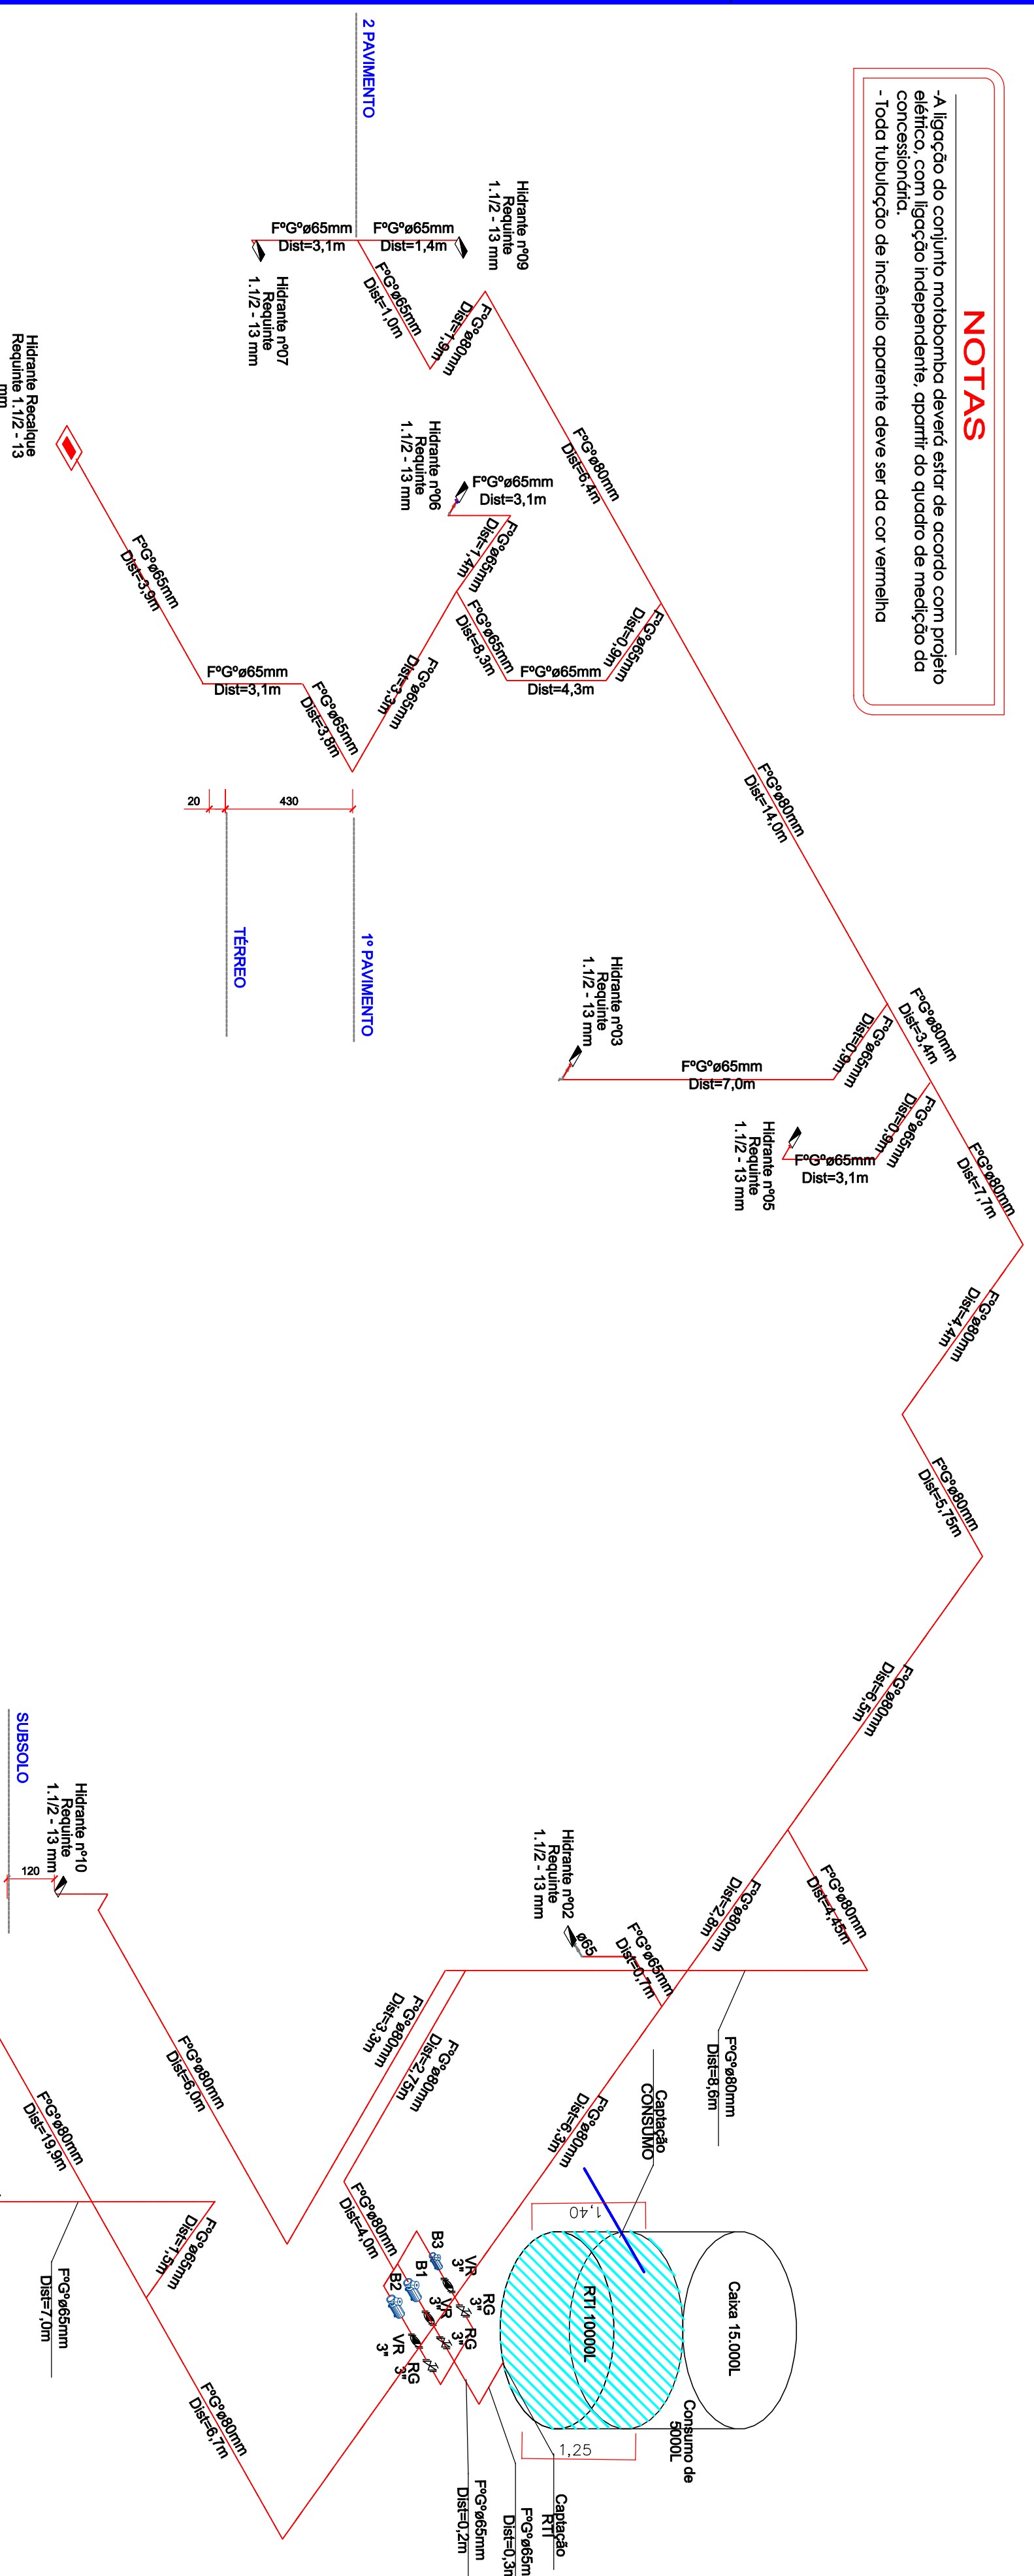 NOTAS
-A ligação do conjunto motobomba deverá estar de acordo com projeto
elétrico, com ligação independente, apartir do quadro de medição da
concessionária.
- Toda tubulação de incêndio aparente deve ser da cor vermelha
2 PAVIMENTO
Hidrante nº09
Requinte
1.1/2 - 13 mm
FºGºø65mm
Dist=3,1m
FºGºø65mm
Dist=1,4m
Hidrante nº07
Requinte
1.1/2 - 13 mm
FºGºø65mm
Dist=1,0m
FºGºø80mm
Dist=1,9m
FºGºø80mm
Dist=6,4m
Hidrante nº06
Requinte
1.1/2 - 13 mm
FºGºø65mm
Dist=3,1m
FºGºø65mm
Dist=1,4m
FºGºø65mm
Dist=8,3m
FºGºø65mm
Dist=4,3m
FºGºø65mm
Dist=0,9m
Hidrante Recalque
Requinte 1.1/2 - 13
mm
FºGºø65mm
Dist=3,9m
FºGºø65mm
Dist=3,1m
FºGºø65mm
Dist=3,8m
FºGºø65mm
Dist=3,3m
20
430
TÉRREO
1º PAVIMENTO
FºGºø80mm
Dist=14,0m
Hidrante nº03
Requinte
1.1/2 - 13 mm
FºGºø65mm
Dist=7,0m
FºGºø65mm
Dist=0,9m
FºGºø80mm
Dist=3,4m
Hidrante nº05
Requinte
1.1/2 - 13 mm
FºGºø65mm
Dist=3,1m
FºGºø65mm
Dist=0,9m
FºGºø80mm
Dist=7,7m
FºGºø80mm
Dist=4,4m
FºGºø80mm
Dist=5,75m
FºGºø80mm
Dist=6,5m
SUBSOLO
Hidrante nº10
Requinte
1.1/2 - 13 mm
120
Hidrante nº02
Requinte
1.1/2 - 13 mm
ø65
FºGºø65mm
Dist=0,7m
FºGºø80mm
Dist=2,8m
FºGºø80mm
Dist=4,45m
FºGºø80mm
Dist=8,6m
FºGºø80mm
Dist=3,3m
FºGºø80mm
Dist=2,75m
FºGºø80mm
Dist=6,0m
FºGºø80mm
Dist=6,3m
Captação
CONSUMO
FºGºø80mm
Dist=19,9m
FºGºø65mm
Dist=1,5m
FºGºø65mm
Dist=7,0m
FºGºø80mm
Dist=4,0m
B3
B1
B2
VR
3"
VR
3"
VR
3"
RG
3"
RG
3"
RG
3"
1,40
RTI 10000L
Caixa 15.000L
Consumo de
5000L
1,25
FºGºø80mm
Dist=6,7m
Captação
RTI
FºGºø65m
Dist=0,3m
FºGºø65mm
Dist=0,2m